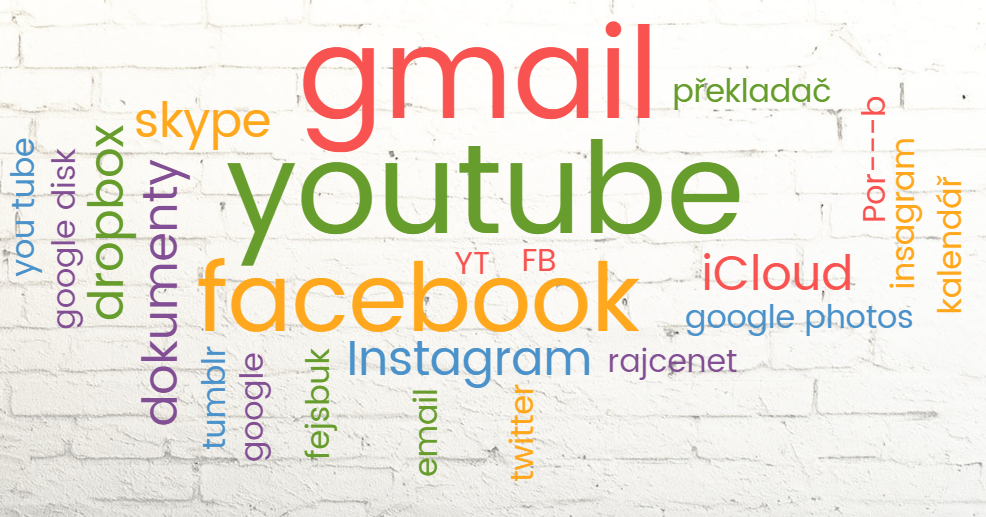 gmail
překladač
skype
youtube
you tube
google disk
dropbox
dokumenty
Por---b
insagram
kalendář
YT
FB
facebook
iCloud
google photos
Instagram
rajcenet
tumblr
google
fejsbuk
email
twitter